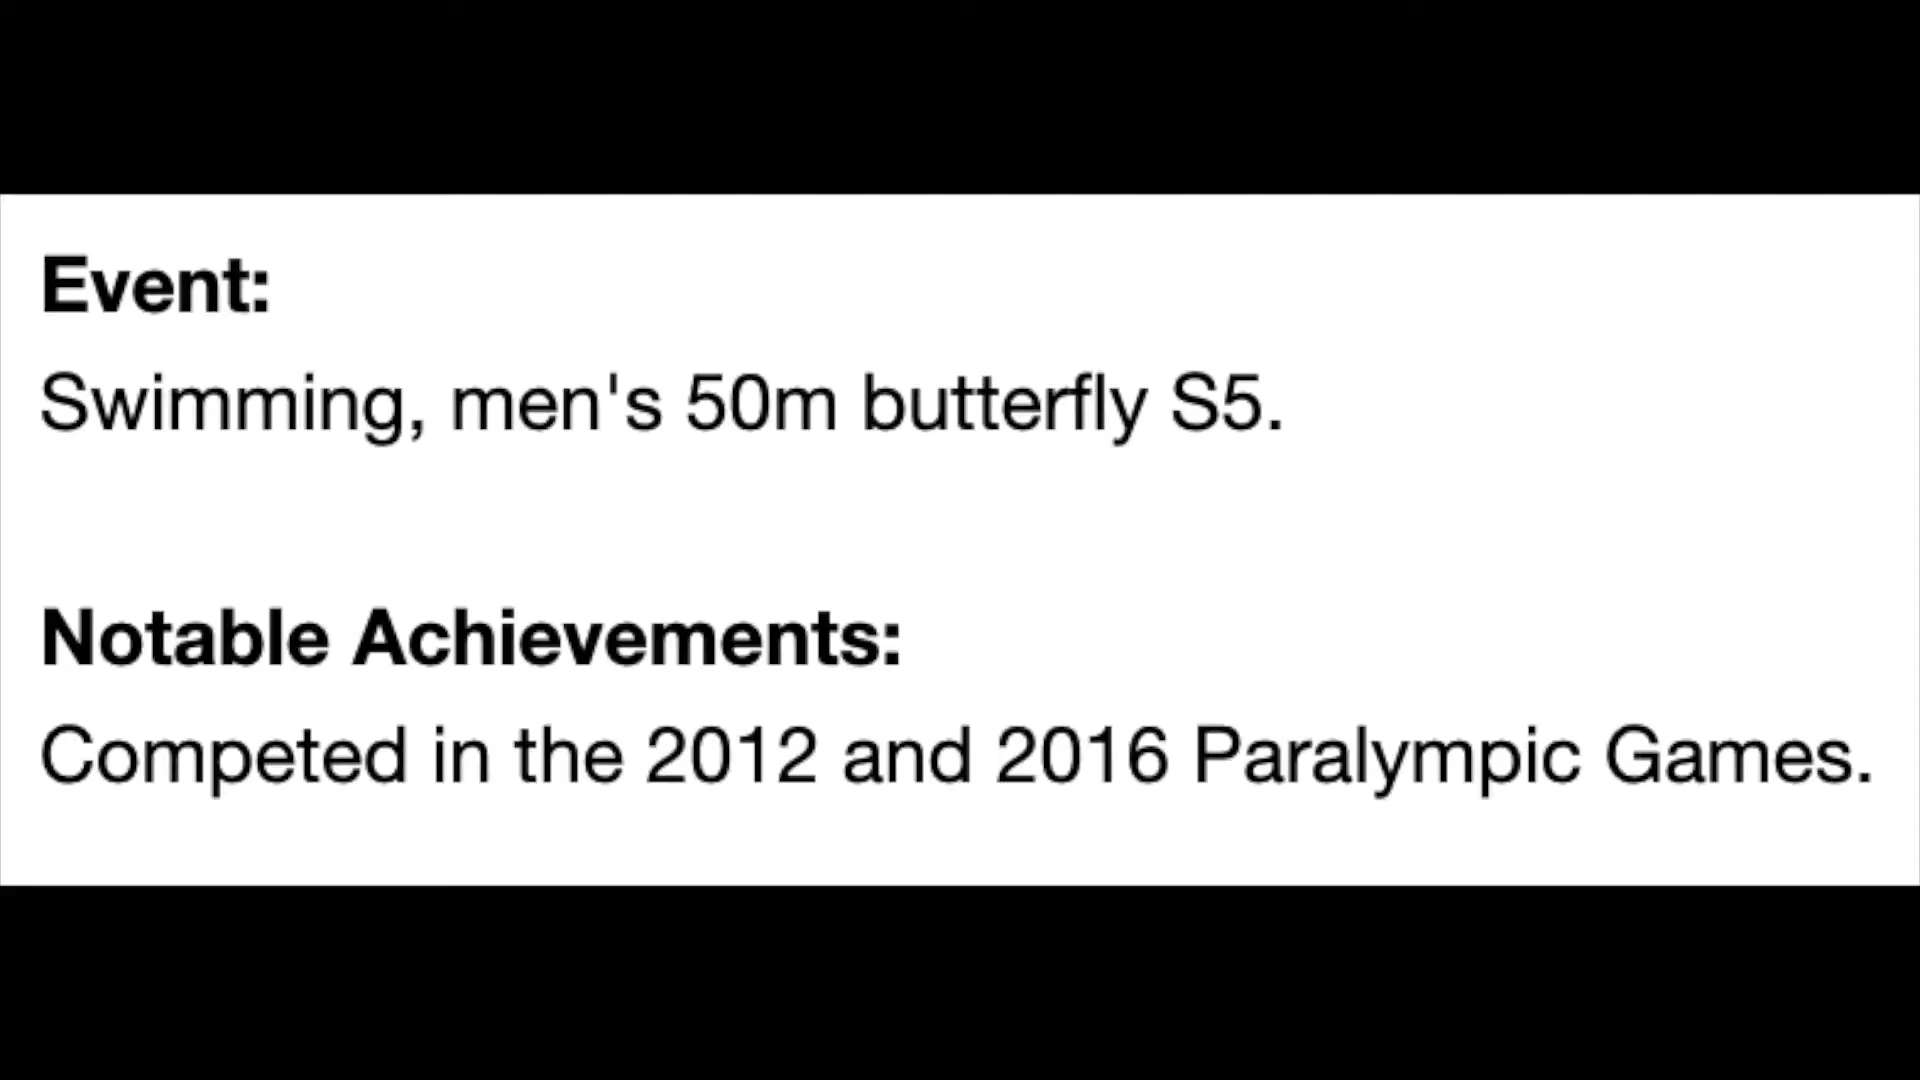 Event:
Swimming, men's 50m butterfly S5.
Notable Achievements:
Competed in the 2012 and 2016 Paralympic Games.